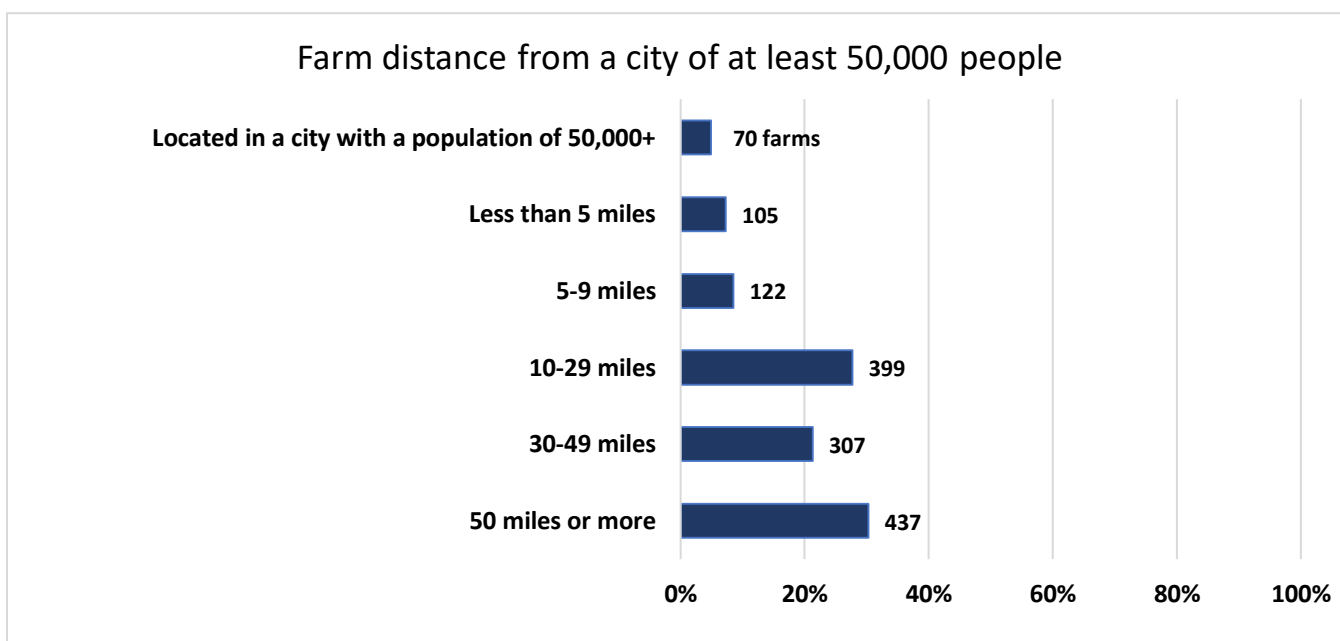 Farm distance from a city of at least 50,000 people
Located in a city with a population of 50,000+
70 farms
Less than 5 miles
105
5-9 miles
122
10-29 miles
399
30-49 miles
307
50 miles or more
437
0% 20% 40% 60% 80% 100%